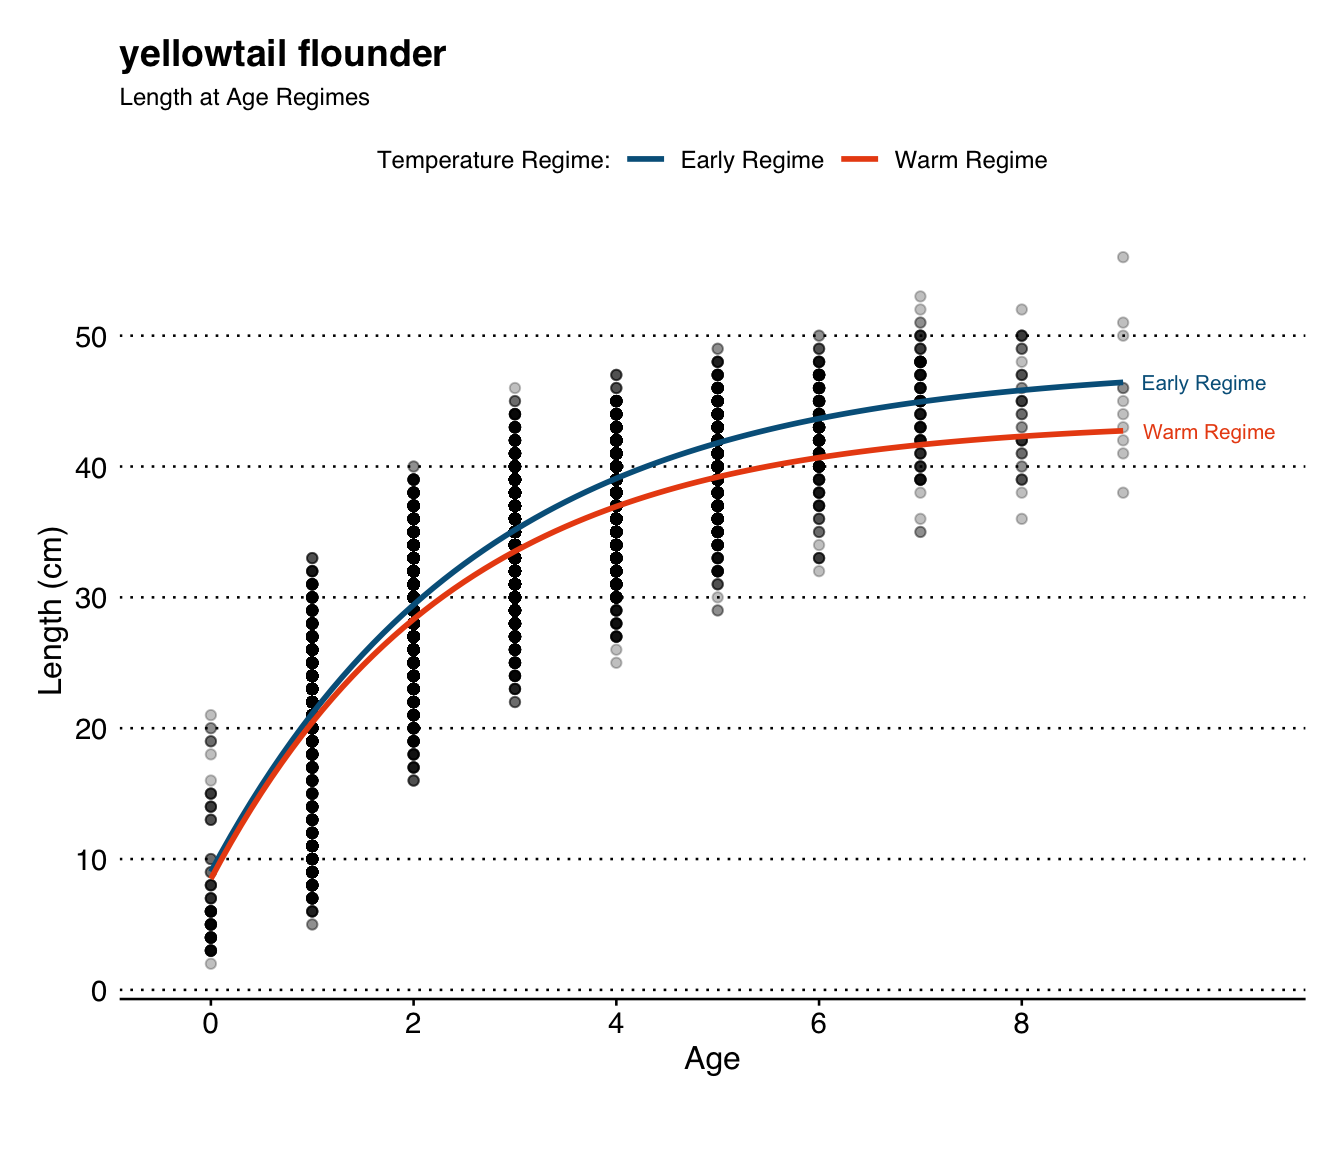 yellowtail flounder
Length at Age Regimes
Temperature Regime: Early Regime Warm Regime
50
40
30
20
10
0
Length (cm)
Early Regime
Warm Regime
0 2 4 6 8
Age